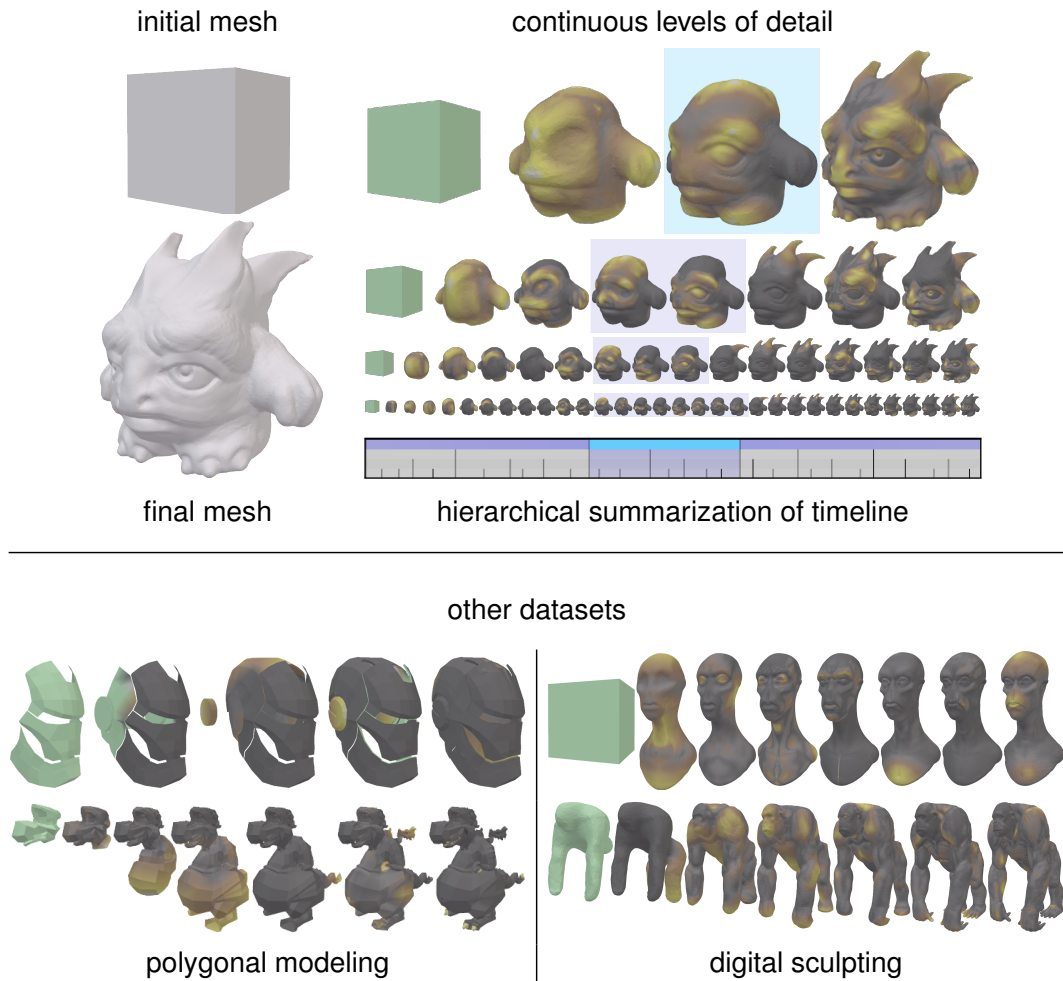 initial mesh
continuous levels of detail
final mesh
hierarchical summarization of timeline
other datasets
polygonal modeling
digital sculpting